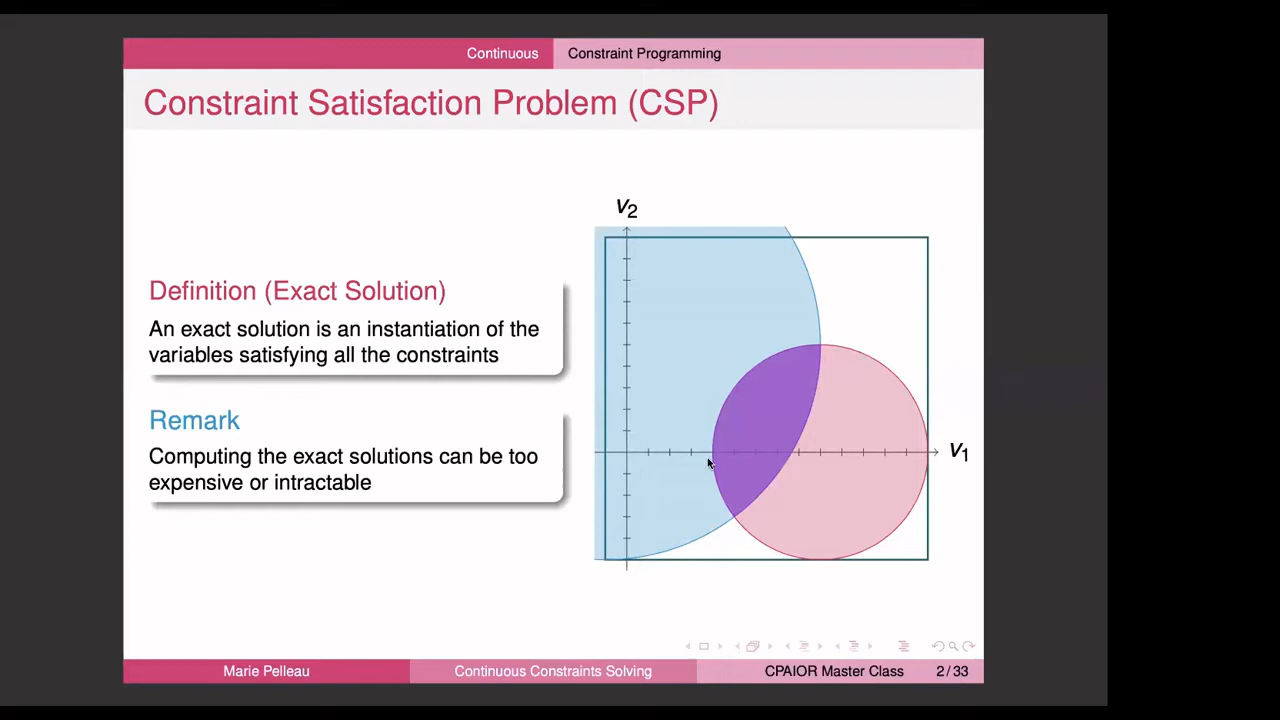 Continuous Constraint Programming
Constraint Satisfaction Problem (CSP)
Definition (Exact Solution)
An exact solution is an instantiation of the
variables satisfying all the constraints
Remark
Computing the exact solutions can be too
expensive or intractable
v2
v1
Marie Pelleau Continuous Constraints Solving CPAIOR Master Class 2/33